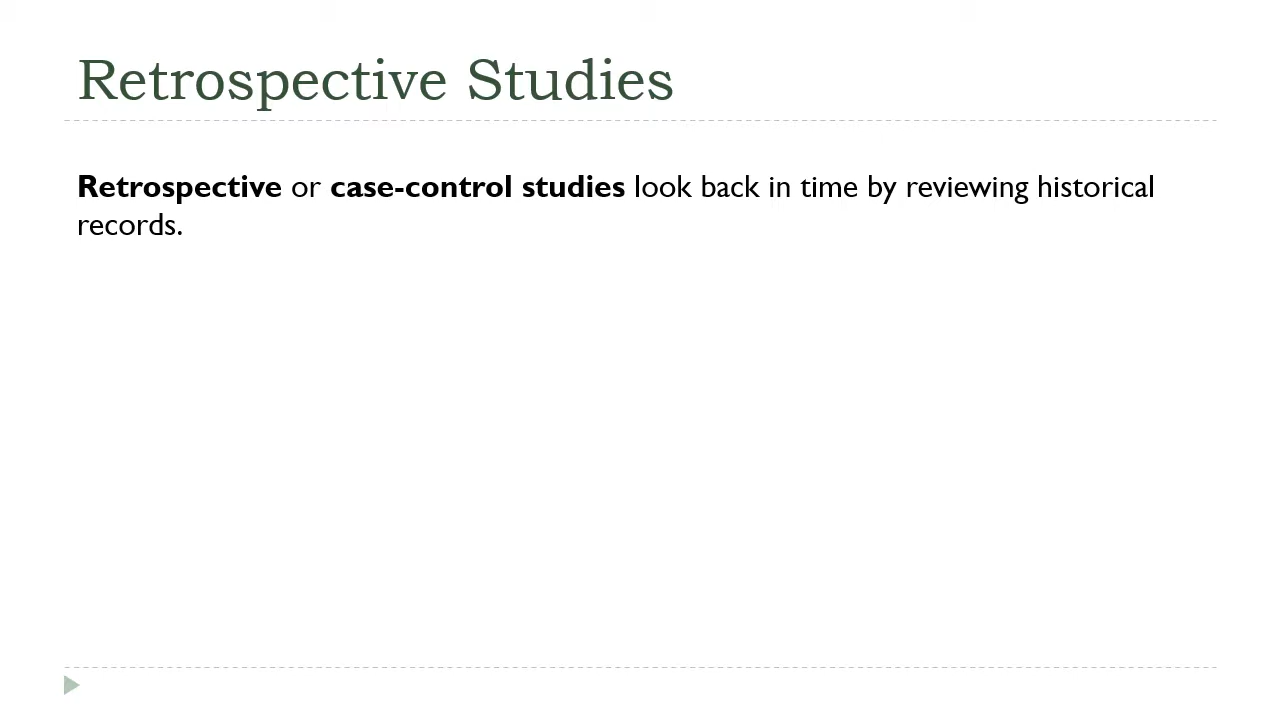 Retrospective Studies
Retrospective or case-control studies look back in time by reviewing historical
records.